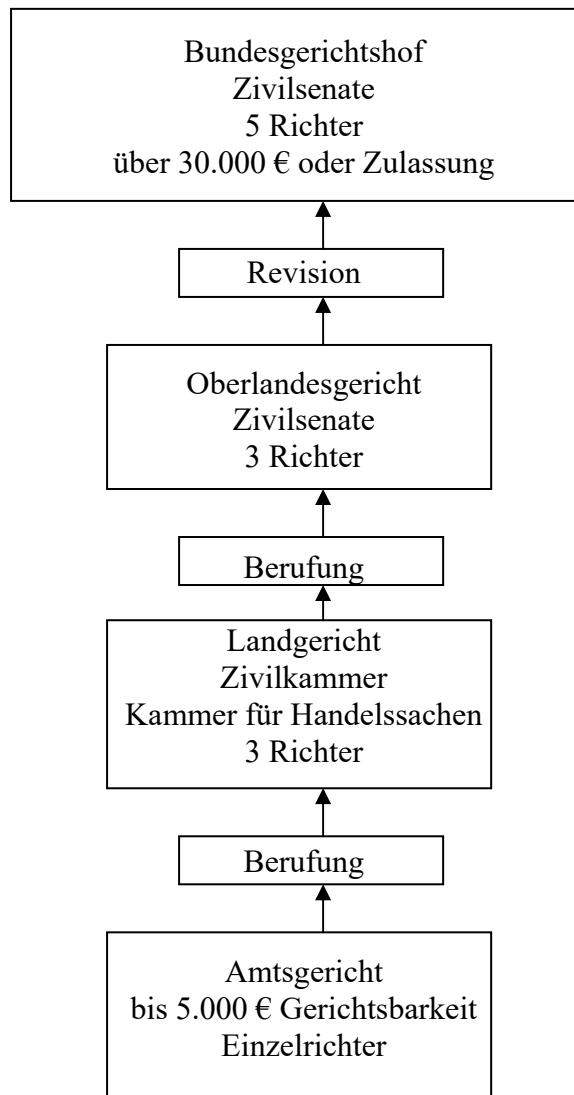 Bundesgerichtshof
Zivilsenate
5 Richter
über 30.000 € oder Zulassung
Revision
Oberlandesgericht
Zivilsenate
3 Richter
Berufung
Landgericht
Zivilkammer
Kammer für Handelssachen
3 Richter
Berufung
Amtsgericht
bis 5.000 € Gerichtsbarkeit
Einzelrichter